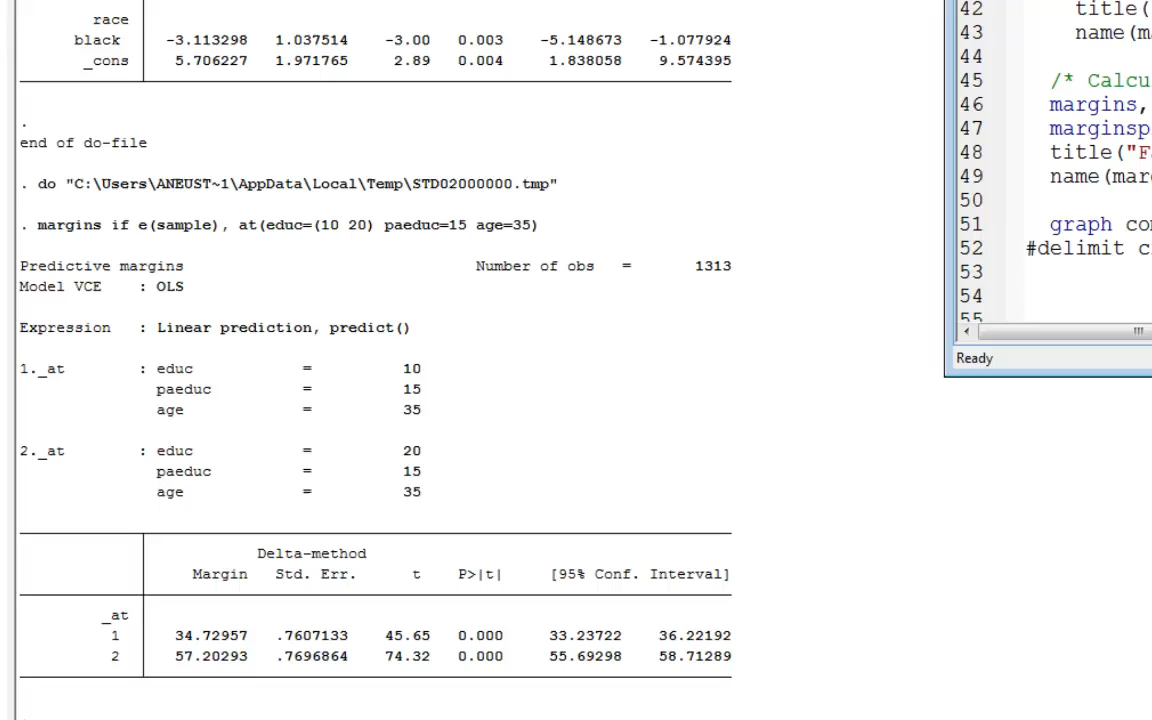 race
black -3.113298 1.037514 -3.00 0.003 -5.148673 -1.077924
_cons 5.706227 1.971765 2.89 0.004 1.838058 9.574395
.
end of do-file
. do "C:\Users\ANEUST~1\AppData\Local\Temp\STD02000000.tmp"
. margins if e(sample), at(educ=(10 20) paeduc=15 age=35)
Predictive margins Number of obs = 1313
Model VCE : OLS
Expression : Linear prediction, predict()
1._at : educ = 10
paeduc = 15
age = 35
2._at : educ = 20
paeduc = 15
age = 35
Delta-method
Margin Std. Err. t P>|t| [95% Conf. Interval]
_at
1 34.72957 .7607133 45.65 0.000 33.23722 36.22192
2 57.20293 .7696864 74.32 0.000 55.69298 58.71289
42 title(
43 name(ma
44
45 /* Calcu
46 margins,
47 marginsp
48 title("F
49 name(mar
50
51 graph co
52 #delimit c
53
54
55
Ready